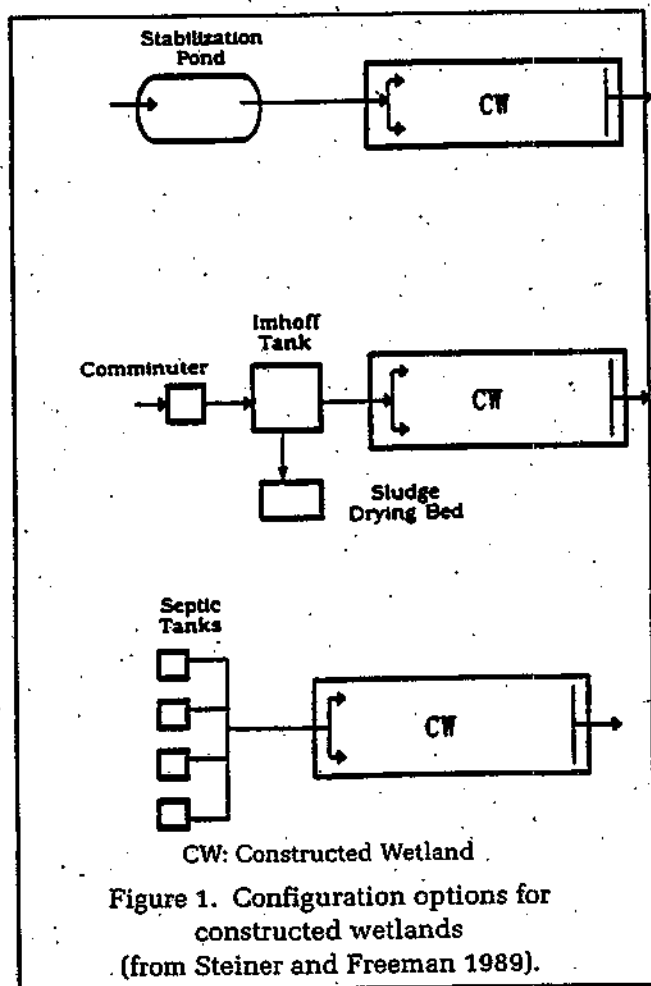 Stabilization
Pond
CW
Imhoff
Tank
Comminuter
CW
Sludge
Drying Bed
Septic
Tanks
CW
CW: Constructed Wetland
Figure 1. Configuration options for
constructed wetlands
(from Steiner and Freeman 1989).